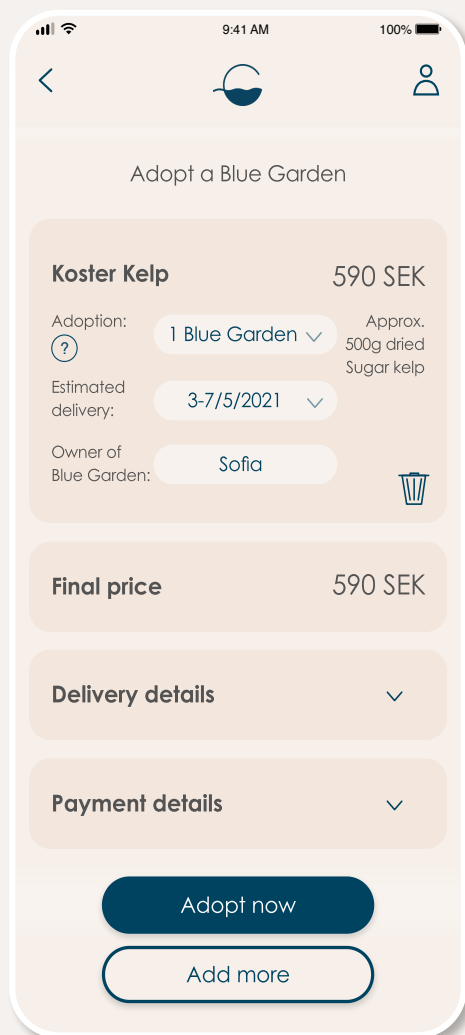 9:41 AM 100%
Adopt a Blue Garden
Koster Kelp 590 SEK
Adoption: 1 Blue Garden Approx.
? 500g dried
Sugar kelp
Estimated
delivery: 3-7/5/2021
Owner of
Blue Garden: Sofia
Final price 590 SEK
Delivery details
Payment details
Adopt now
Add more